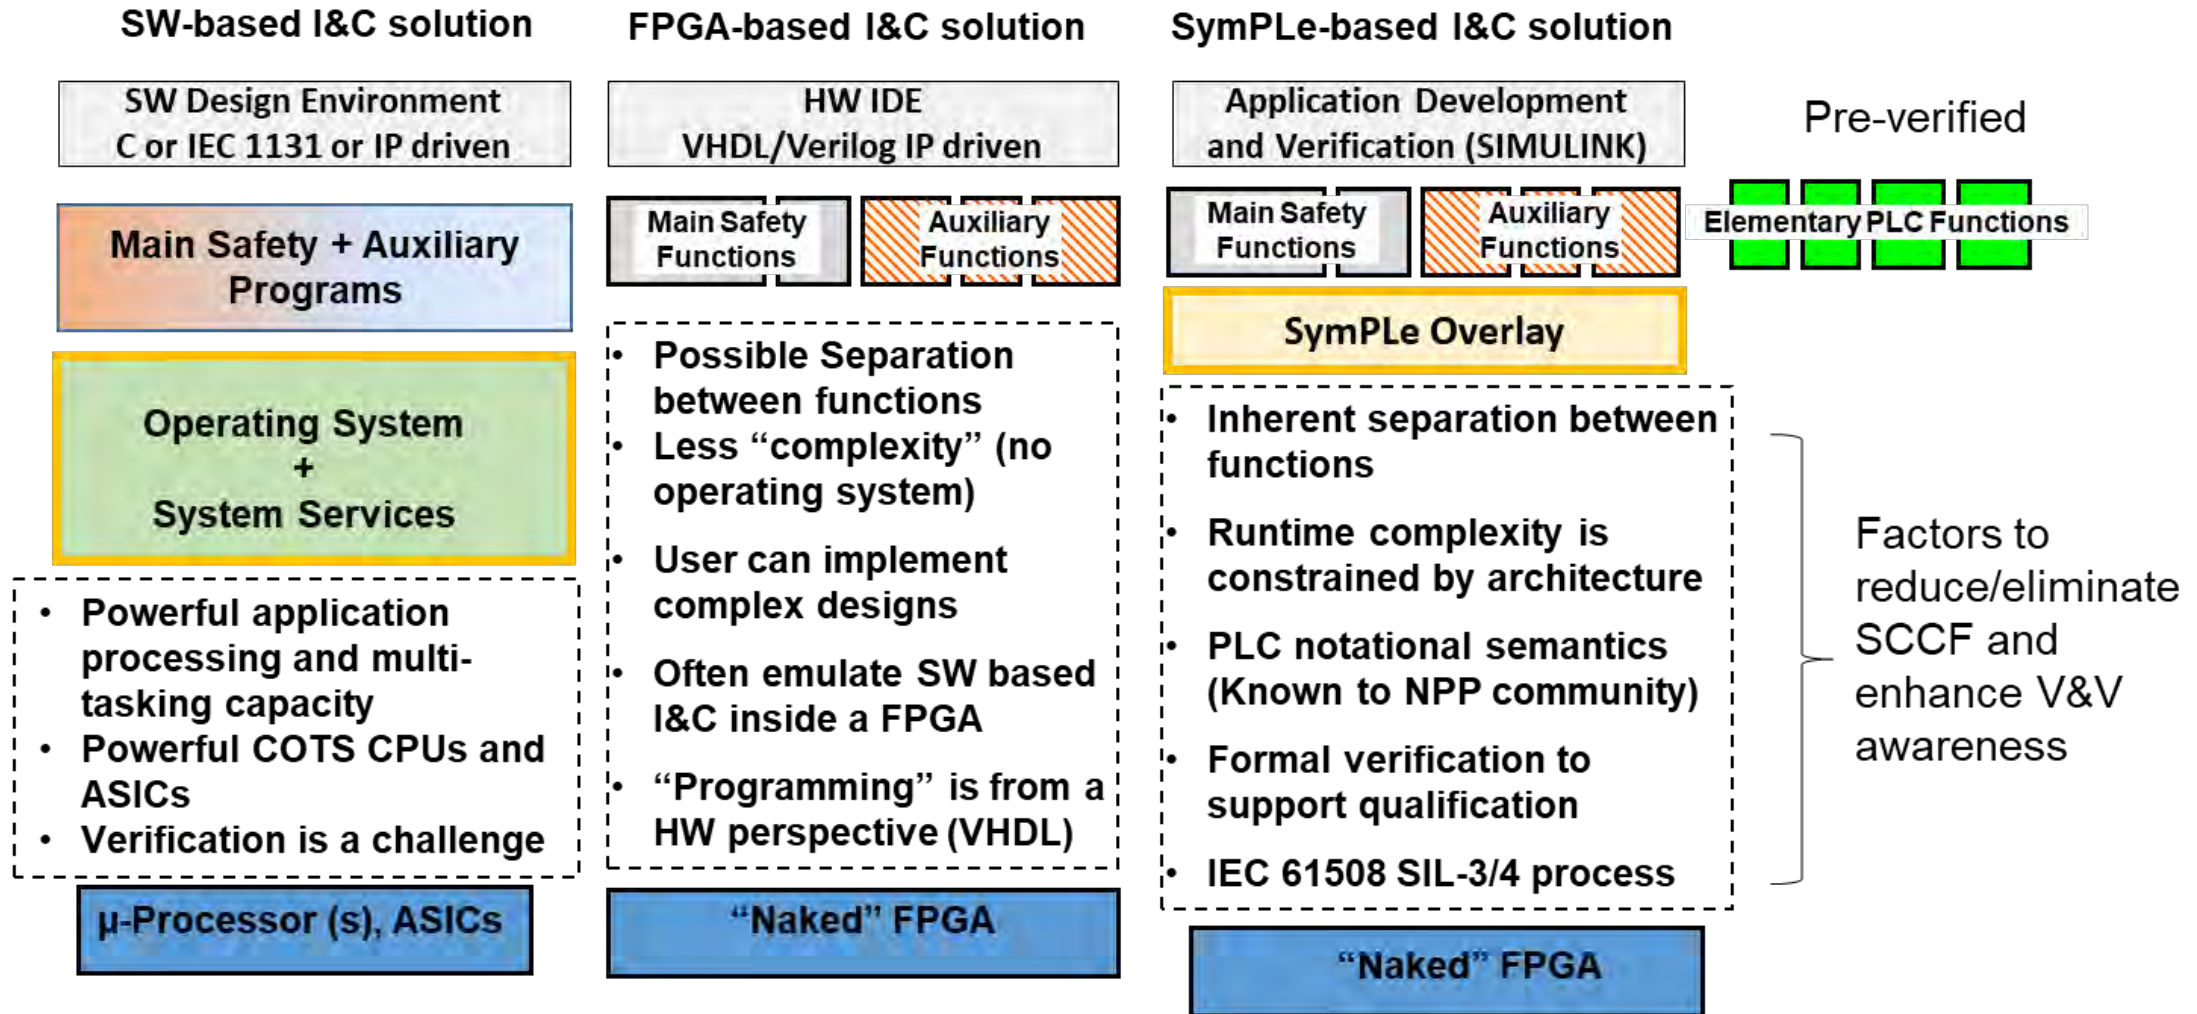 SW-based I&C solution
SW Design Environment
C or IEC 1131 or IP driven
Main Safety + Auxiliary
Programs
Operating System
+
System Services
• Powerful application
processing and multi-
tasking capacity
• Powerful COTS CPUs and
ASICs
• Verification is a challenge
µ-Processor (s), ASICs
FPGA-based I&C solution
HW IDE
VHDL/Verilog IP driven
Main Safety
Functions
Auxiliary
Functions
• Possible Separation
between functions
• Less “complexity” (no
operating system)
• User can implement
complex designs
• Often emulate SW based
I&C inside a FPGA
• “Programming” is from a
HW perspective (VHDL)
“Naked” FPGA
SymPLe-based I&C solution
Application Development
and Verification (SIMULINK)
Main Safety
Functions
Auxiliary
Functions
SymPLe Overlay
• Inherent separation between
functions
• Runtime complexity is
constrained by architecture
• PLC notational semantics
(Known to NPP community)
• Formal verification to
support qualification
• IEC 61508 SIL-3/4 process
“Naked” FPGA
Pre-verified
Elementary PLC Functions
Factors to
reduce/eliminate
SCCF and
enhance V&V
awareness